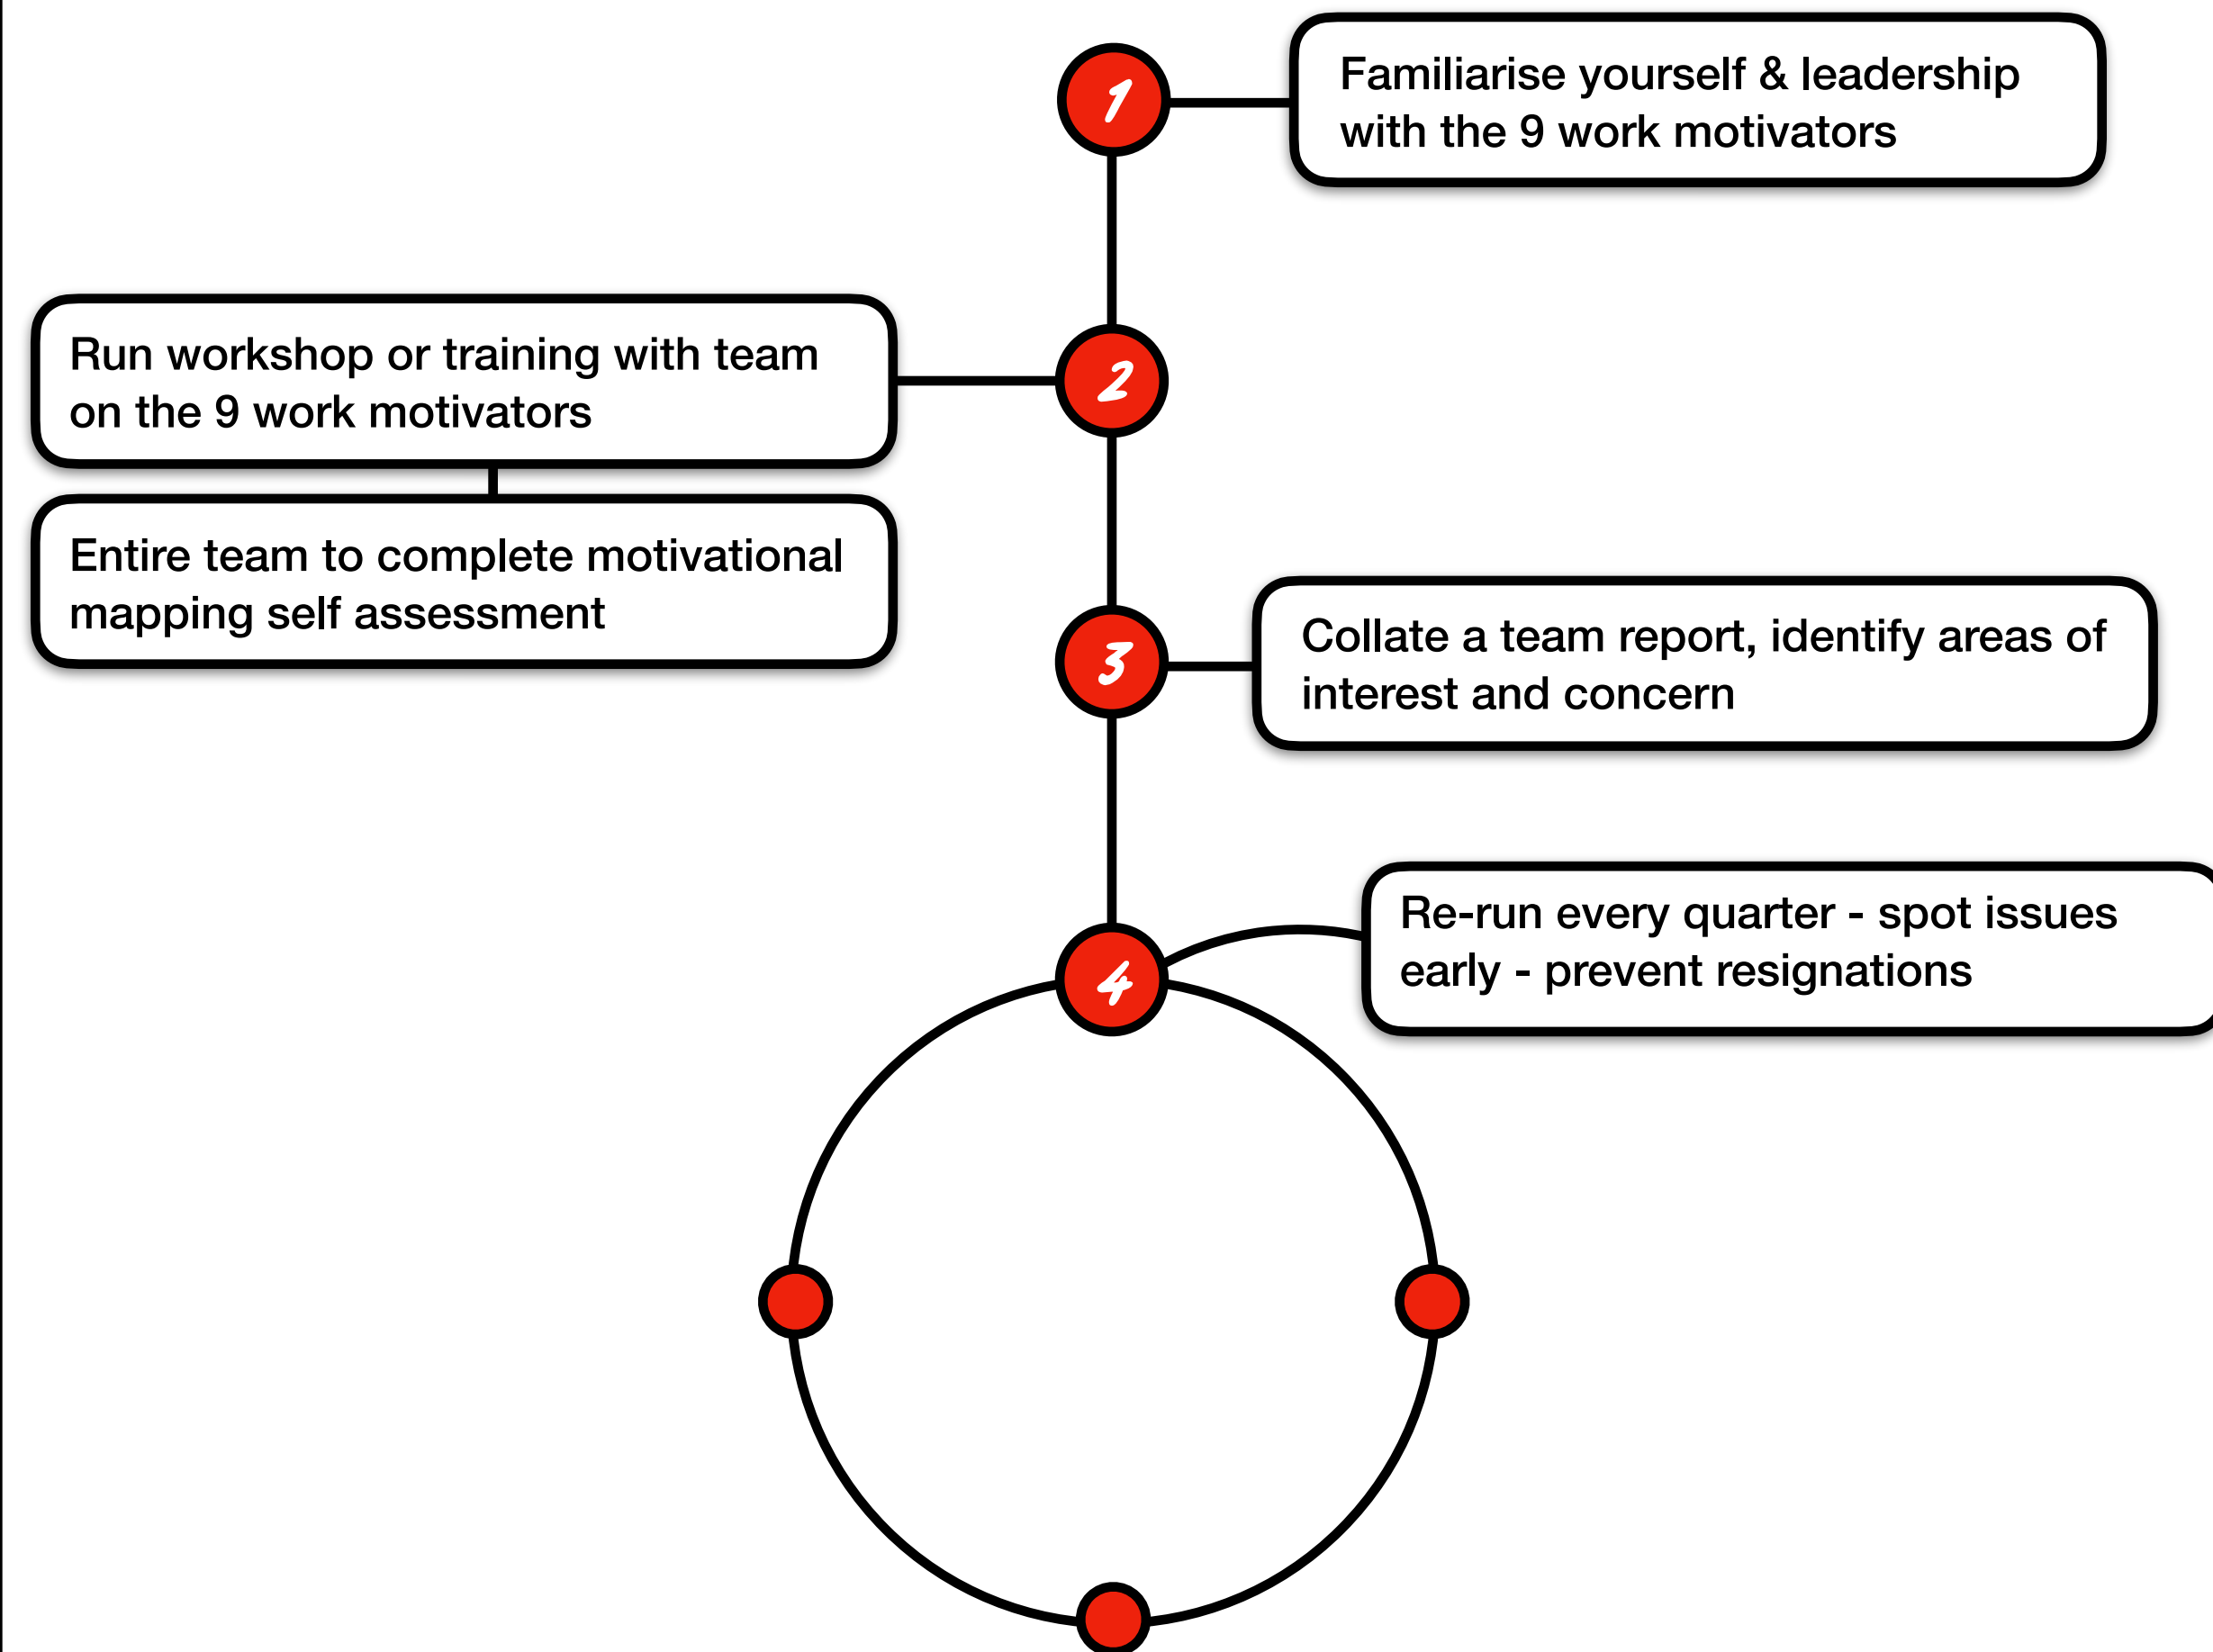 1
Familiarise yourself & leadership
with the 9 work motivators
2
Run workshop or training with team
on the 9 work motivators
Entire team to complete motivational
mapping self assessment
3
Collate a team report, identify areas of
interest and concern
4
Re-run every quarter - spot issues
early - prevent resignations